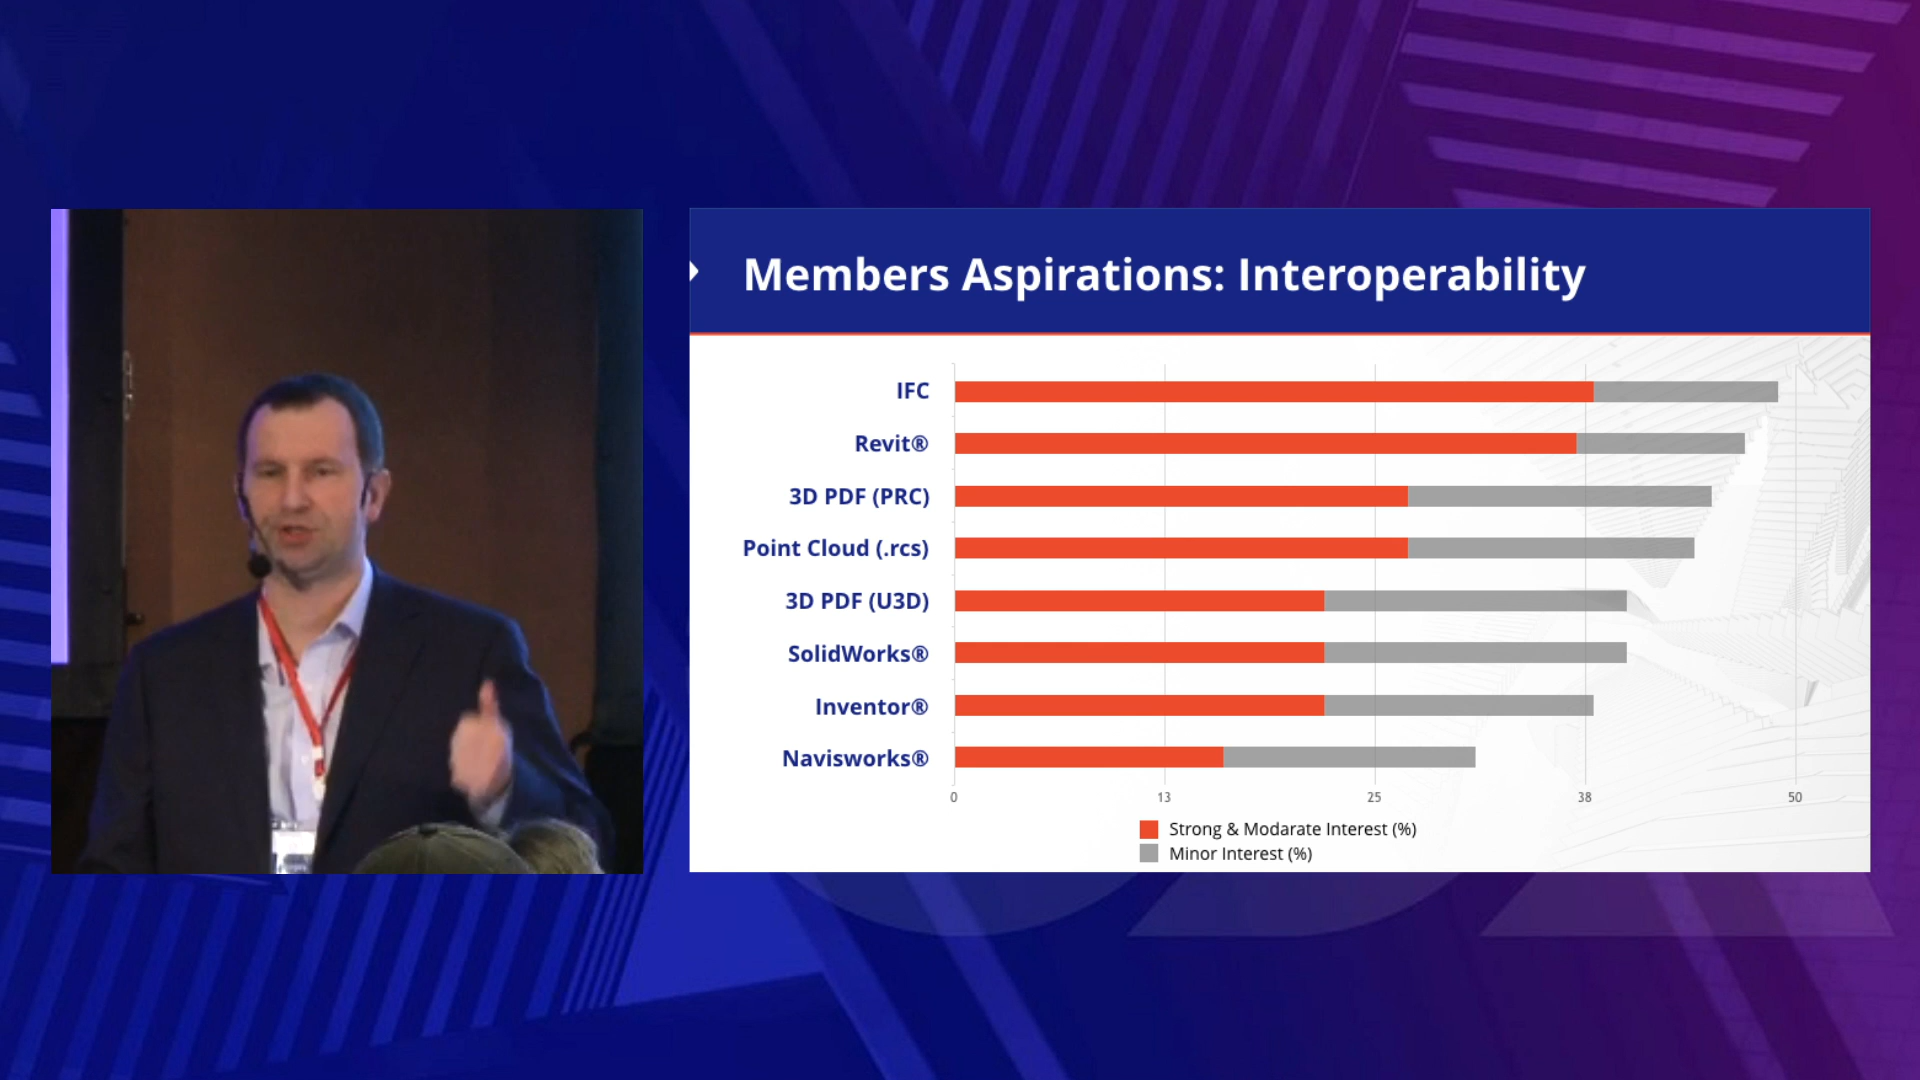 Members Aspirations: Interoperability
IFC
Revit®
3D PDF (PRC)
Point Cloud (.rcs)
3D PDF (U3D)
SolidWorks®
Inventor®
Navisworks®
0 13 25 38 50
Strong & Modarate Interest (%)
Minor Interest (%)